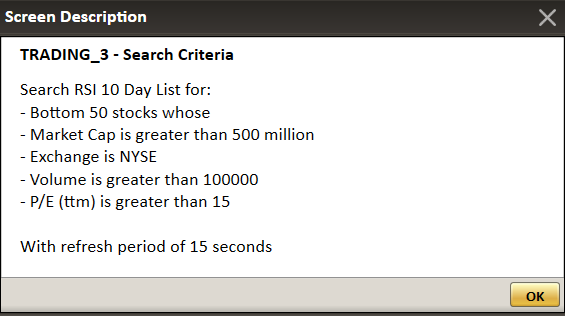 Screen Description
TRADING_3 - Search Criteria
Search RSI 10 Day List for:
- Bottom 50 stocks whose
- Market Cap is greater than 500 million
- Exchange is NYSE
- Volume is greater than 100000
- P/E (ttm) is greater than 15
With refresh period of 15 seconds
OK